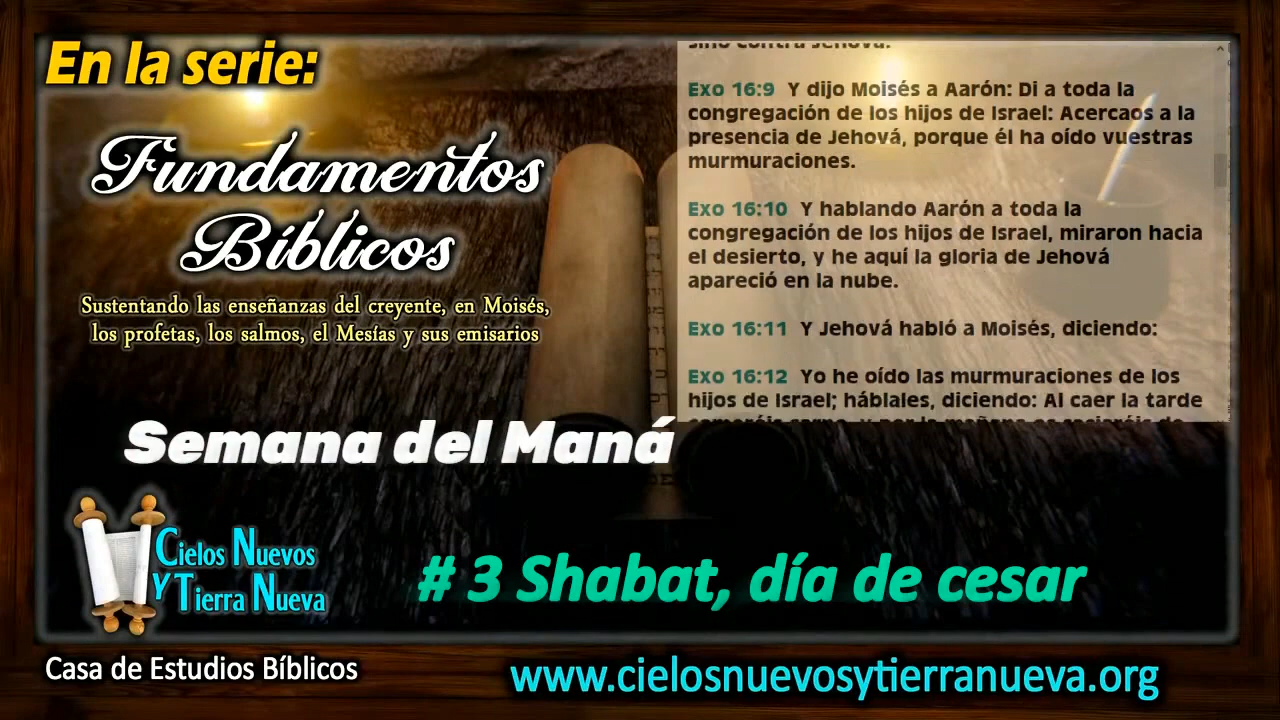 En la serie:
Fundamentos
Bíblicos
Sustentando las enseñanzas del creyente, en Moisés,
los profetas, los salmos, el Mesías y sus emisarios
sino contra Jehová.
Exo 16:9 Y dijo Moisés a Aarón: Di a toda la
congregación de los hijos de Israel: Acercaos a la
presencia de Jehová, porque él ha oído vuestras
murmuraciones.
Exo 16:10 Y hablando Aarón a toda la
congregación de los hijos de Israel, miraron hacia
el desierto, y he aquí la gloria de Jehová
apareció en la nube.
Exo 16:11 Y Jehová habló a Moisés, diciendo:
Exo 16:12 Yo he oído las murmuraciones de los
hijos de Israel; háblales, diciendo: Al caer la tarde
Semana del Maná
Cielos Nuevos
Y Tierra Nueva
# 3 Shabat, día de cesar
Casa de Estudios Bíblicos
www.cielosnuevosytierranueva.org